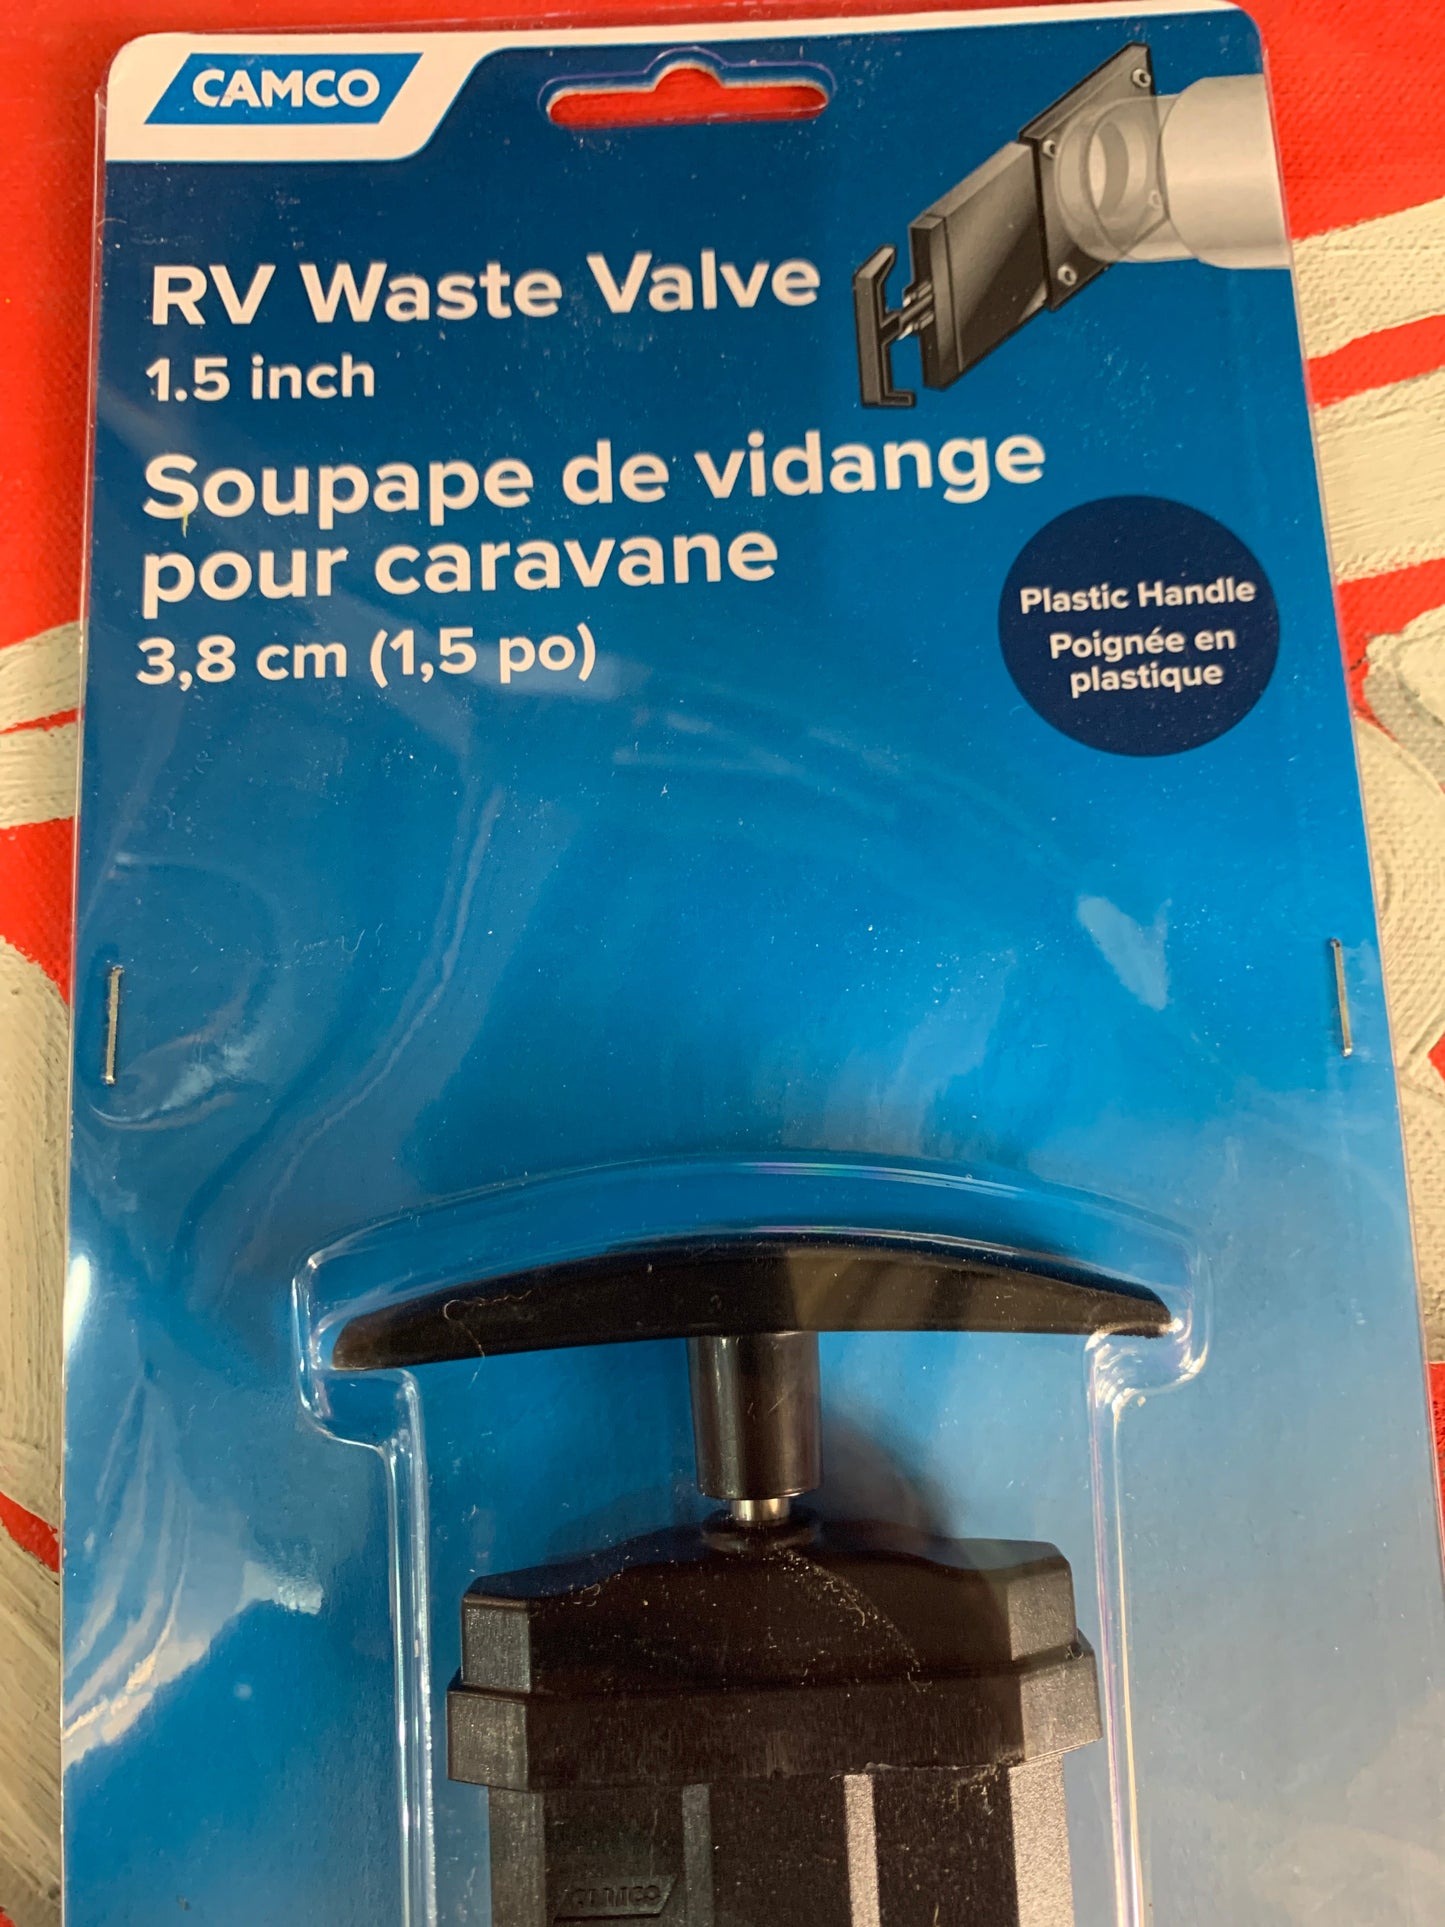 CAMCO
RV Waste Valve
1.5 inch
Soupape de vidange
pour caravane
3,8 cm (1,5 po)
Plastic Handle
Poignée en
plastique
CAMCO